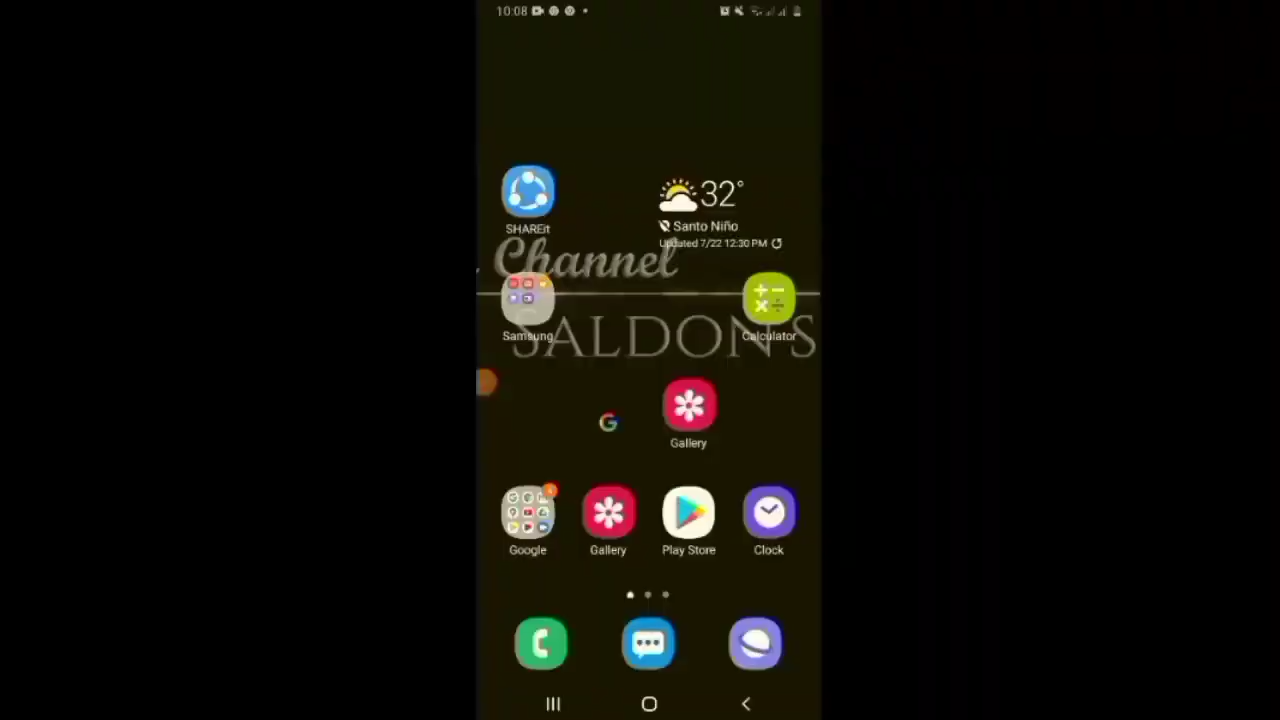 10:08
SHAREit
32°
Santo Niño
Updated 7/22 12:30 PM
Channel
Samsung
Calculator
SALDON'S
Gallery
Google
Gallery
Play Store
Clock